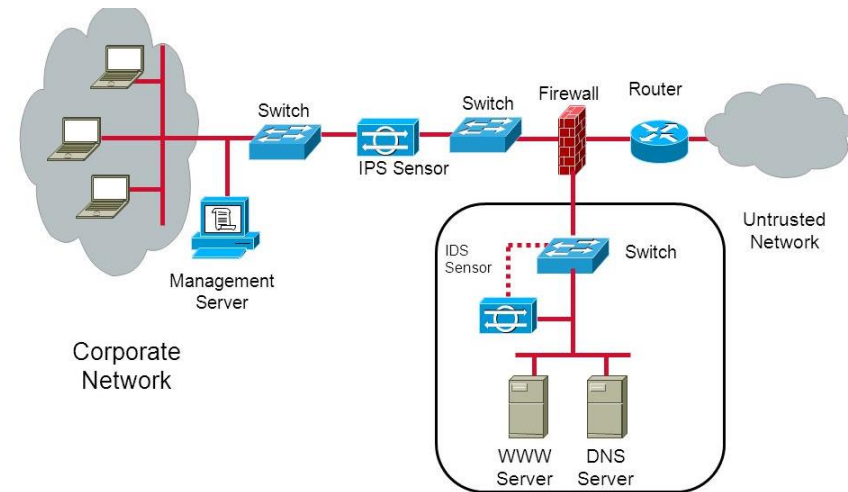 Switch
Switch
Firewall
Router
IPS Sensor
Untrusted
Network
Management
Server
IDS
Sensor
Switch
Corporate
Network
WWW
Server
DNS
Server